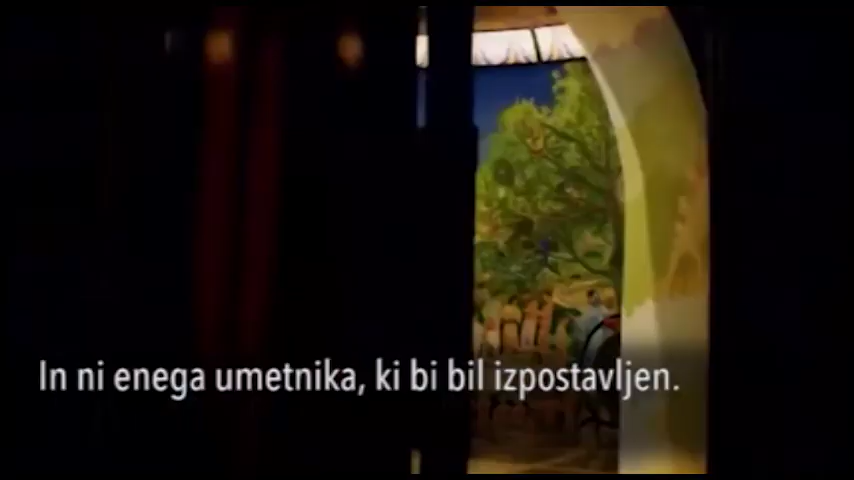 In ni enega umetnika, ki bi bil izpostavljen.